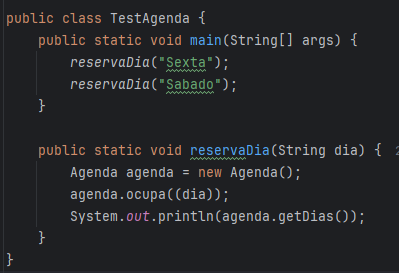 public class TestAgenda {
    public static void main(String[] args) {
        reservaDia("Sexta");
        reservaDia("Sabado");
    }

    public static void reservaDia(String dia) {
        Agenda agenda = new Agenda();
        agenda.ocupa((dia));
        System.out.println(agenda.getDias());
    }
}